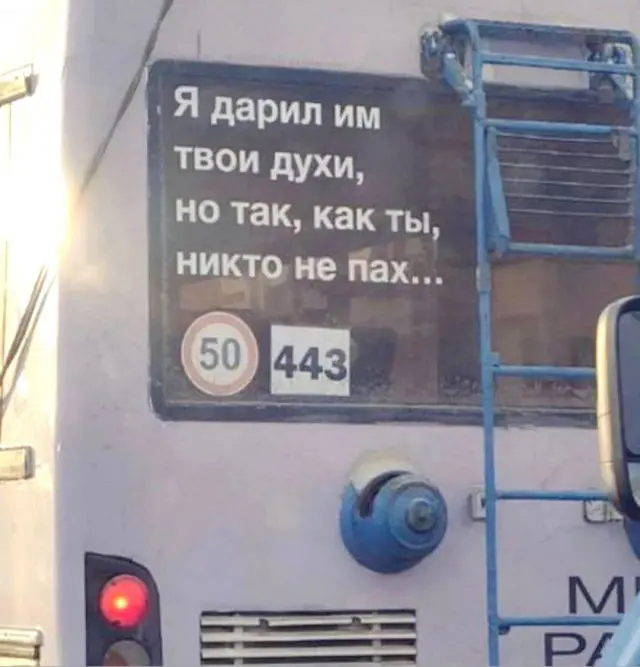 Я дарил им
твои духи,
но так, как ты,
никто не пах...
50 443